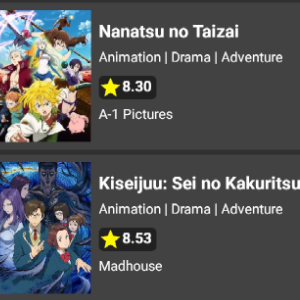 Nanatsu no Taizai
Animation | Drama | Adventure
8.30
A-1 Pictures
Kiseijuu: Sei no Kakuritsu
Animation | Drama | Adventure
8.53
Madhouse